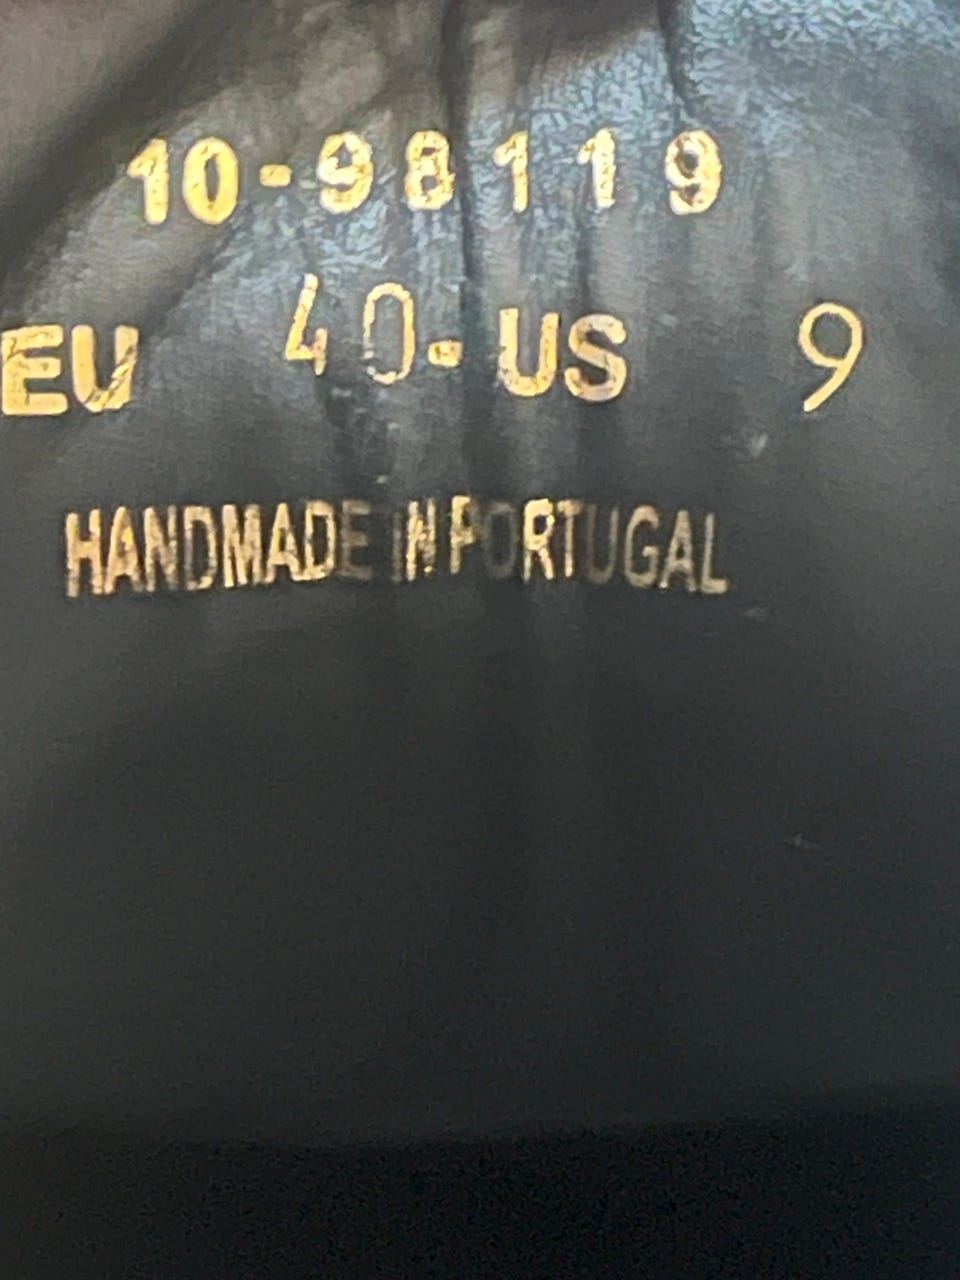 10-98119
EU 40-US 9
HANDMADE IN PORTUGAL